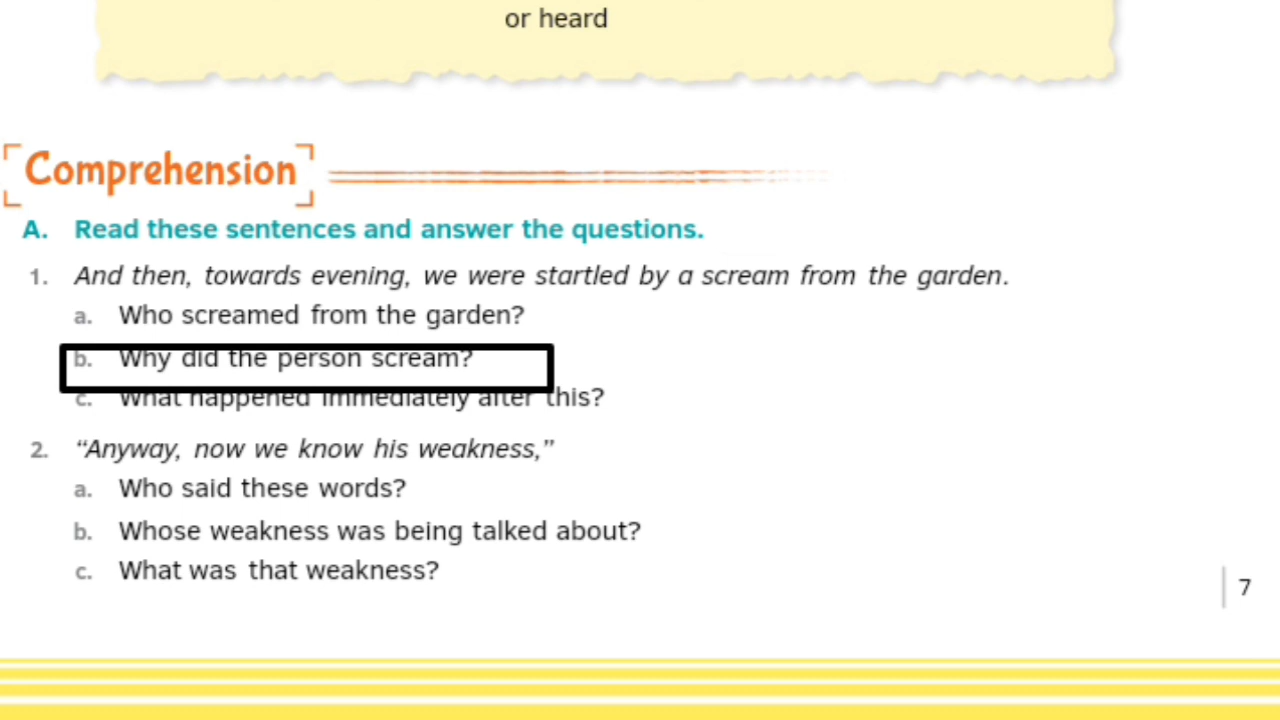 or heard
Comprehension
A. Read these sentences and answer the questions.
1. And then, towards evening, we were startled by a scream from the garden.
a. Who screamed from the garden?
b. Why did the person scream?
c. What happened immediately after this?
2. “Anyway, now we know his weakness,”
a. Who said these words?
b. Whose weakness was being talked about?
c. What was that weakness?
7